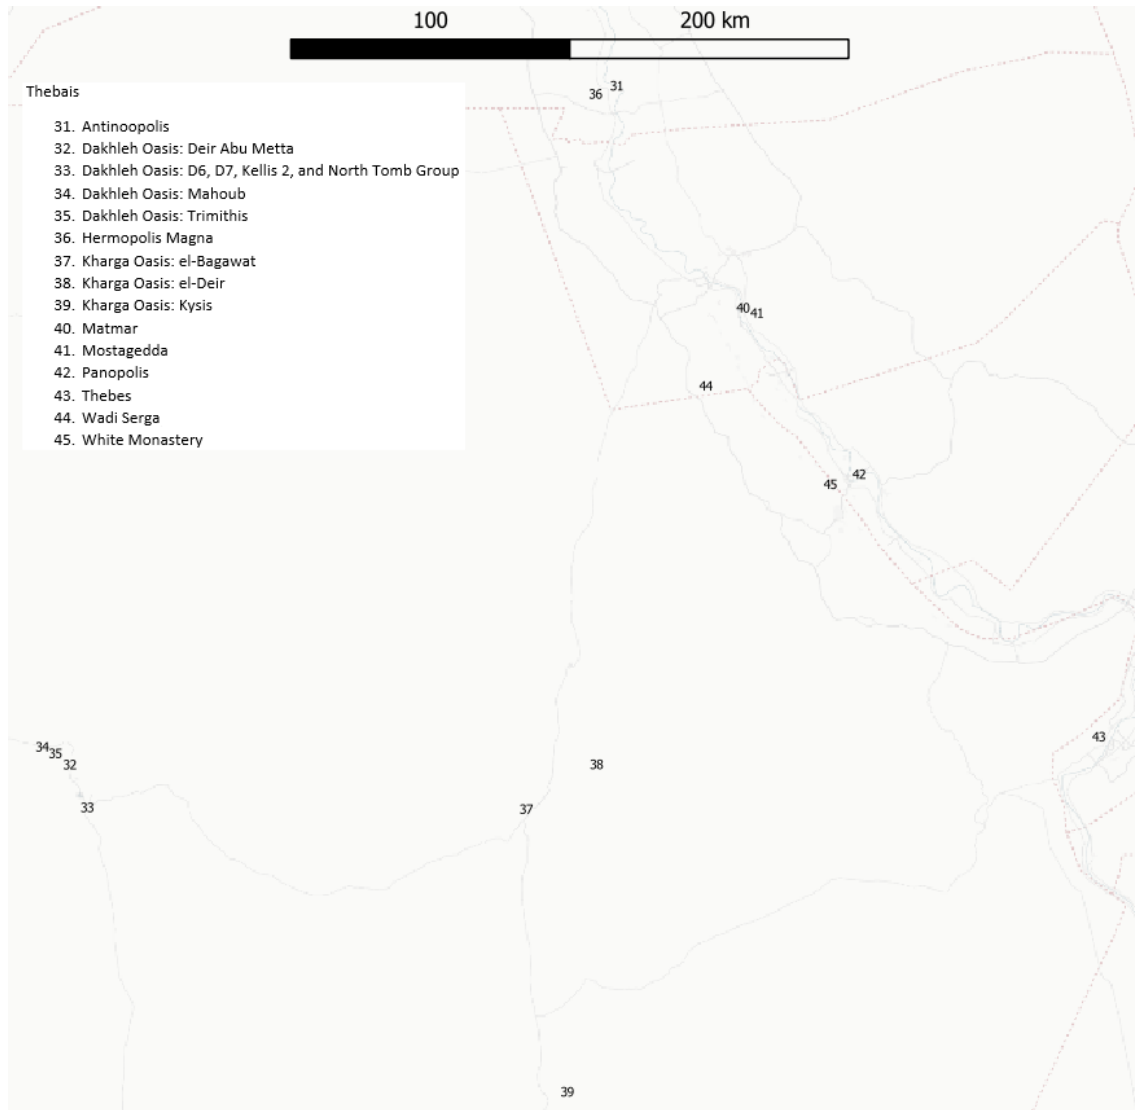 100 200 km
Thebais
31. Antinoopolis
32. Dakhleh Oasis: Deir Abu Metta
33. Dakhleh Oasis: D6, D7, Kellis 2, and North Tomb Group
34. Dakhleh Oasis: Mahoub
35. Dakhleh Oasis: Trimithis
36. Hermopolis Magna
37. Kharga Oasis: el-Bagawat
38. Kharga Oasis: el-Deir
39. Kharga Oasis: Kysis
40. Matmar
41. Mostagedda
42. Panopolis
43. Thebes
44. Wadi Serga
45. White Monastery
36 31
40 41
44
42
45
43
34
35
32
38
33
37
39